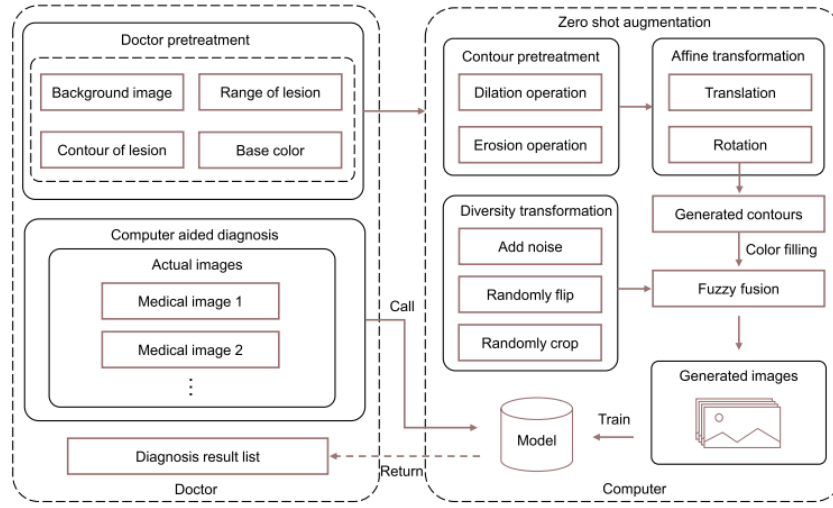 Doctor pretreatment
Background image
Range of lesion
Contour of lesion
Base color
Computer aided diagnosis
Actual images
Medical image 1
Medical image 2
⋮
Diagnosis result list
Doctor
Call
Return
Zero shot augmentation
Contour pretreatment
Dilation operation
Erosion operation
Affine transformation
Translation
Rotation
Diversity transformation
Add noise
Randomly flip
Randomly crop
Generated contours
Color filling
Fuzzy fusion
Generated images
Train
Model
Computer